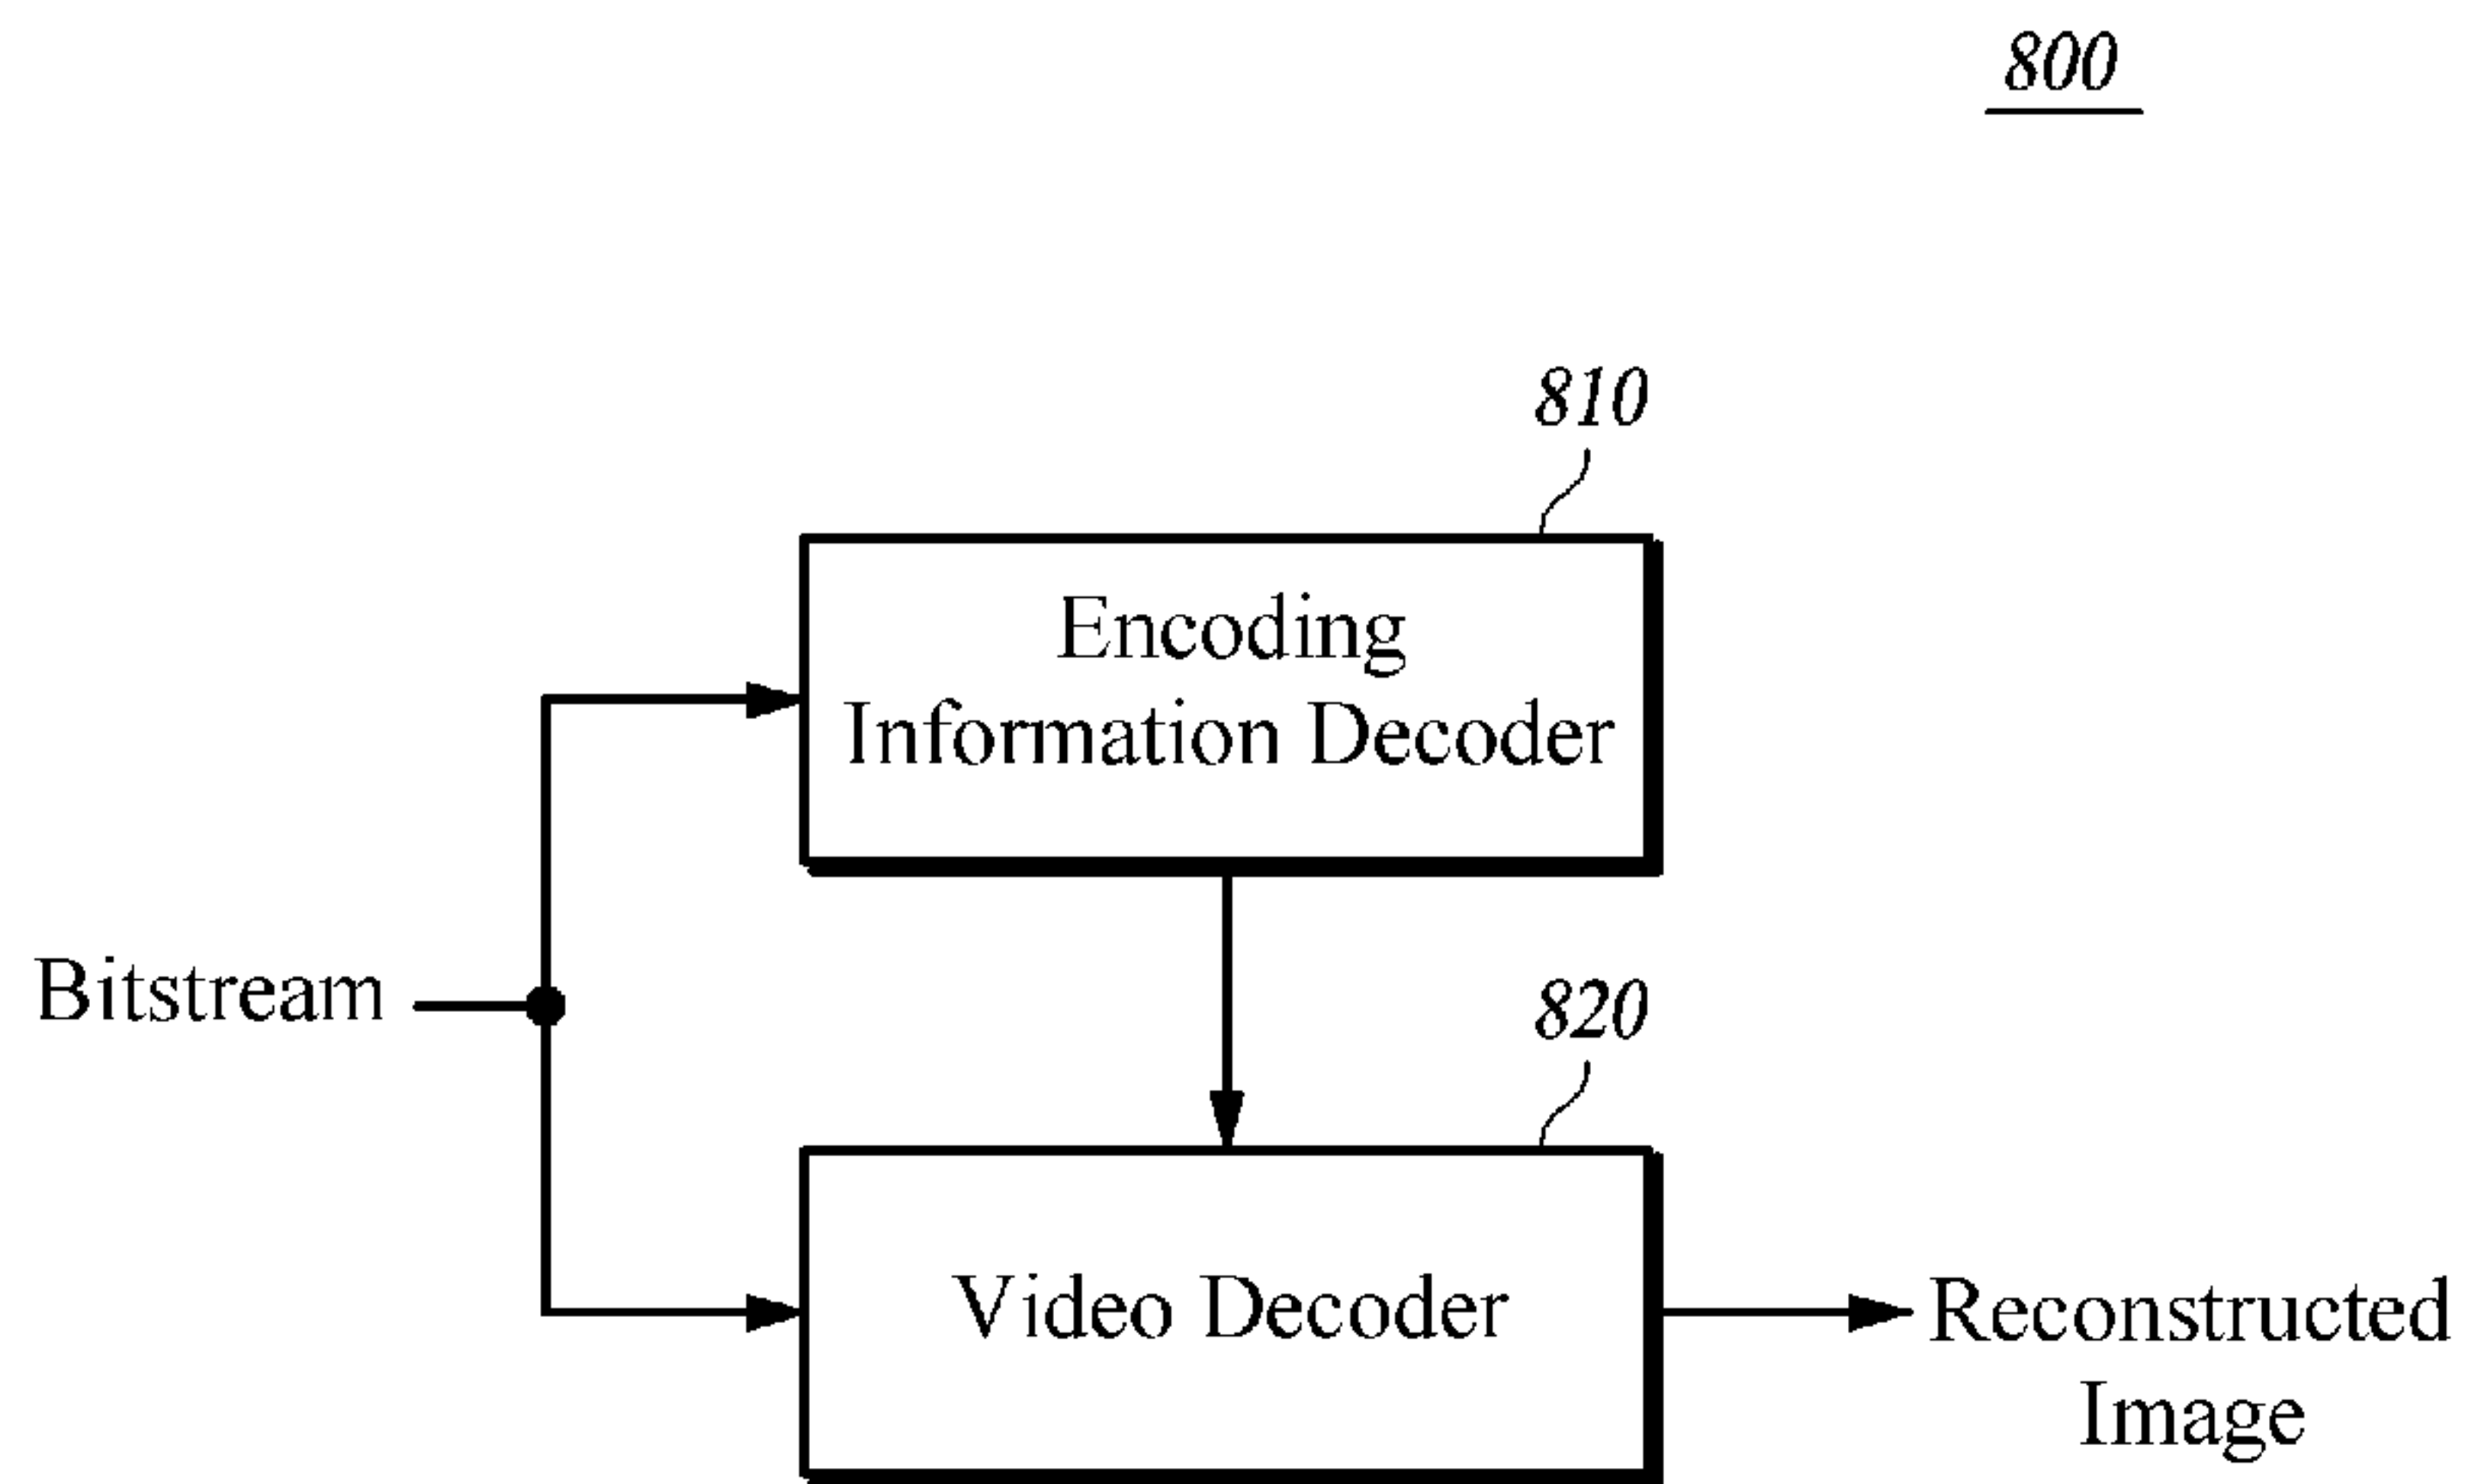 800
810
Encoding
Information Decoder
Bitstream
820
Video Decoder
Reconstructed
Image